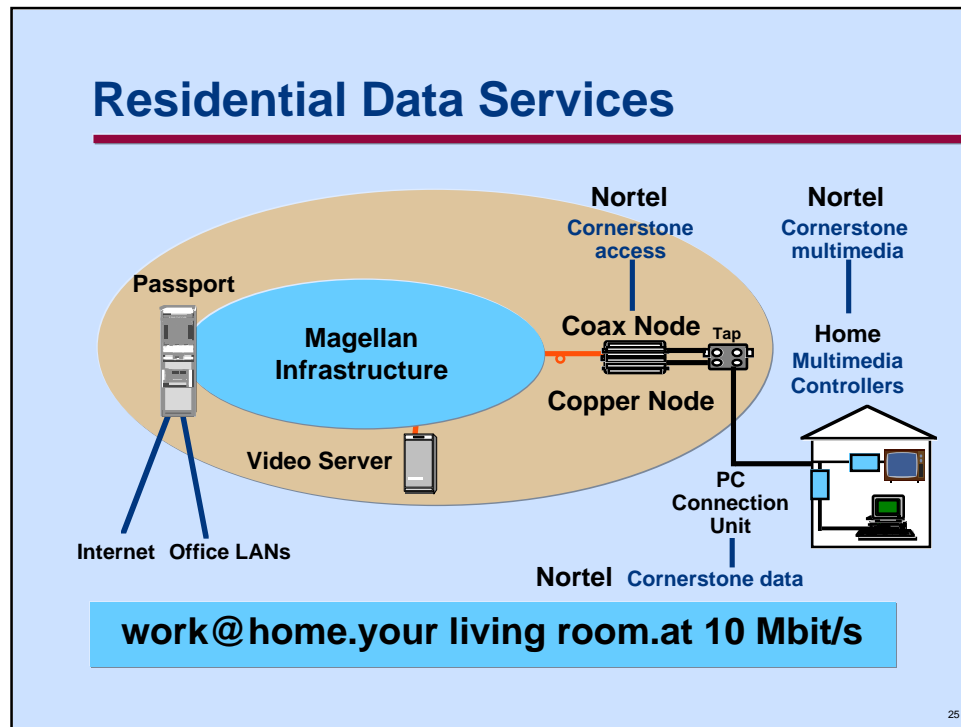 Residential Data Services
Nortel
Cornerstone
access
Nortel
Cornerstone
multimedia
Passport
Magellan
Infrastructure
Coax Node
Tap
Copper Node
Home
Multimedia
Controllers
Video Server
PC
Connection
Unit
Internet
Office LANs
Nortel Cornerstone data
work@home.your living room.at 10 Mbit/s
25